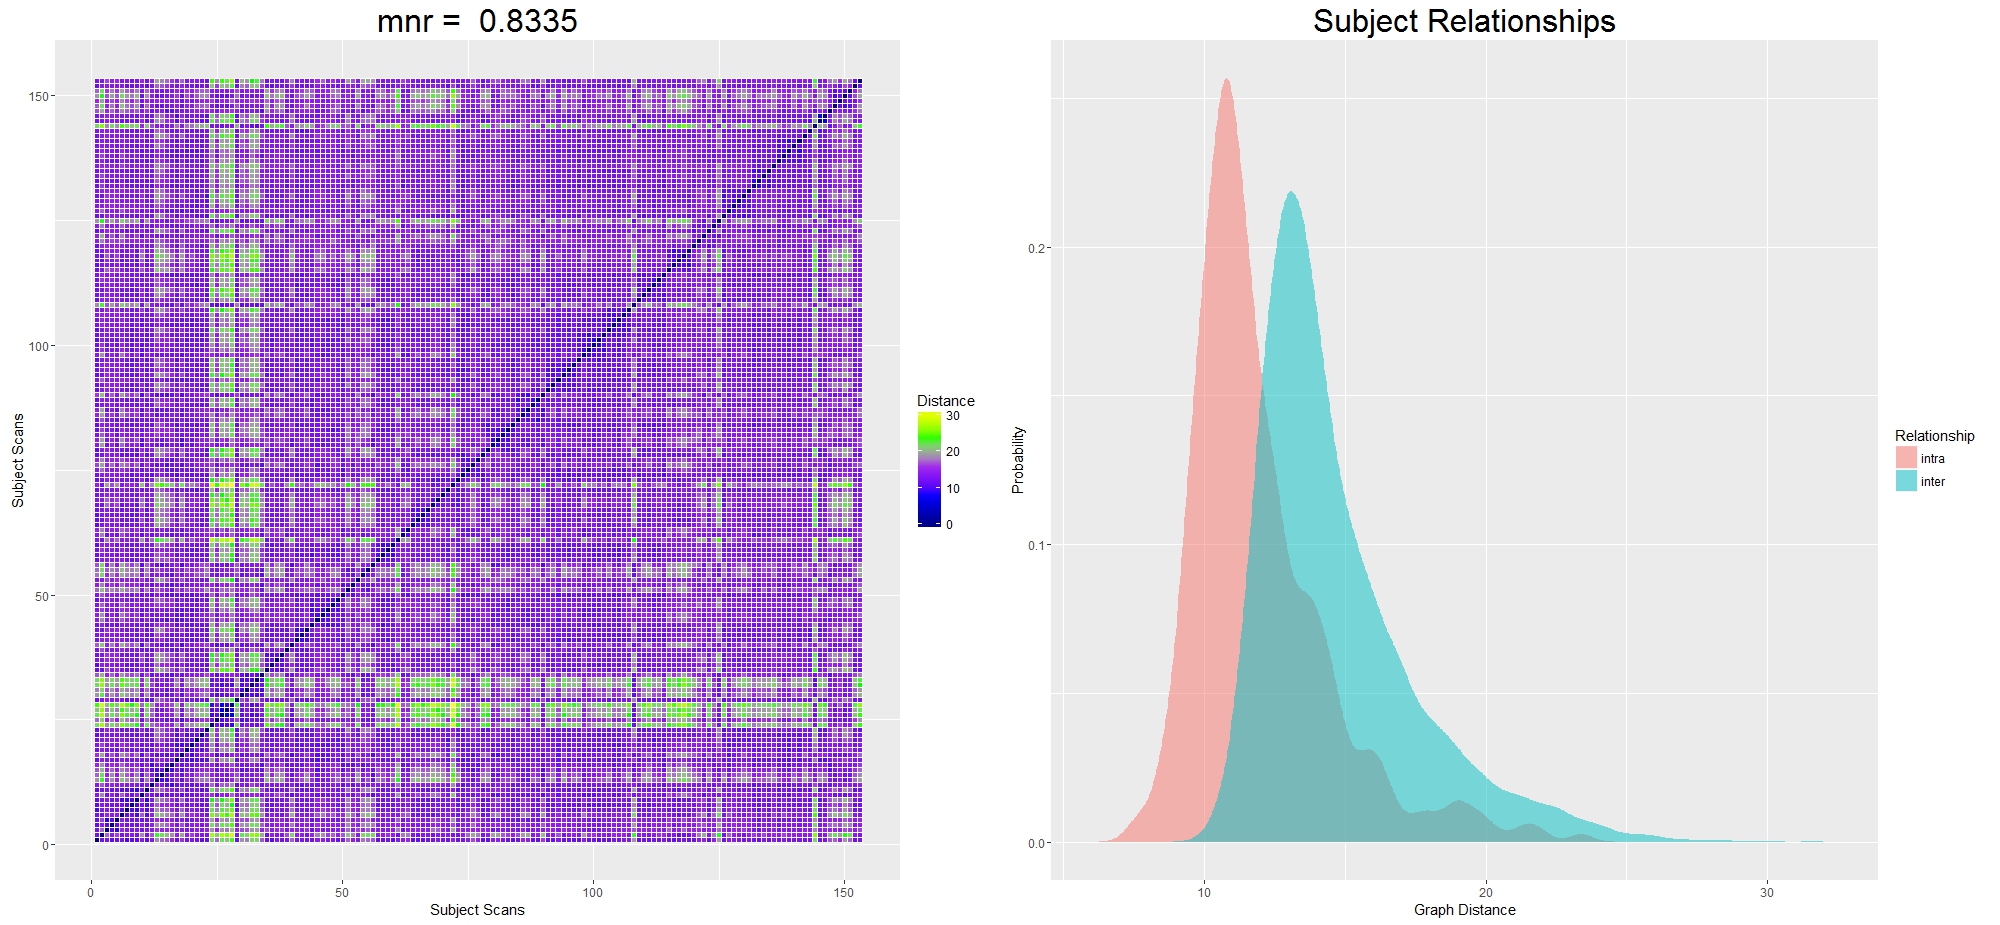 mnr =  0.8335
Subject Scans
150
100
50
0
0
50
100
150
Subject Scans
Distance
30
20
10
0
Subject Relationships
Probability
0.2
0.1
0.0
10
20
30
Graph Distance
Relationship
intra
inter